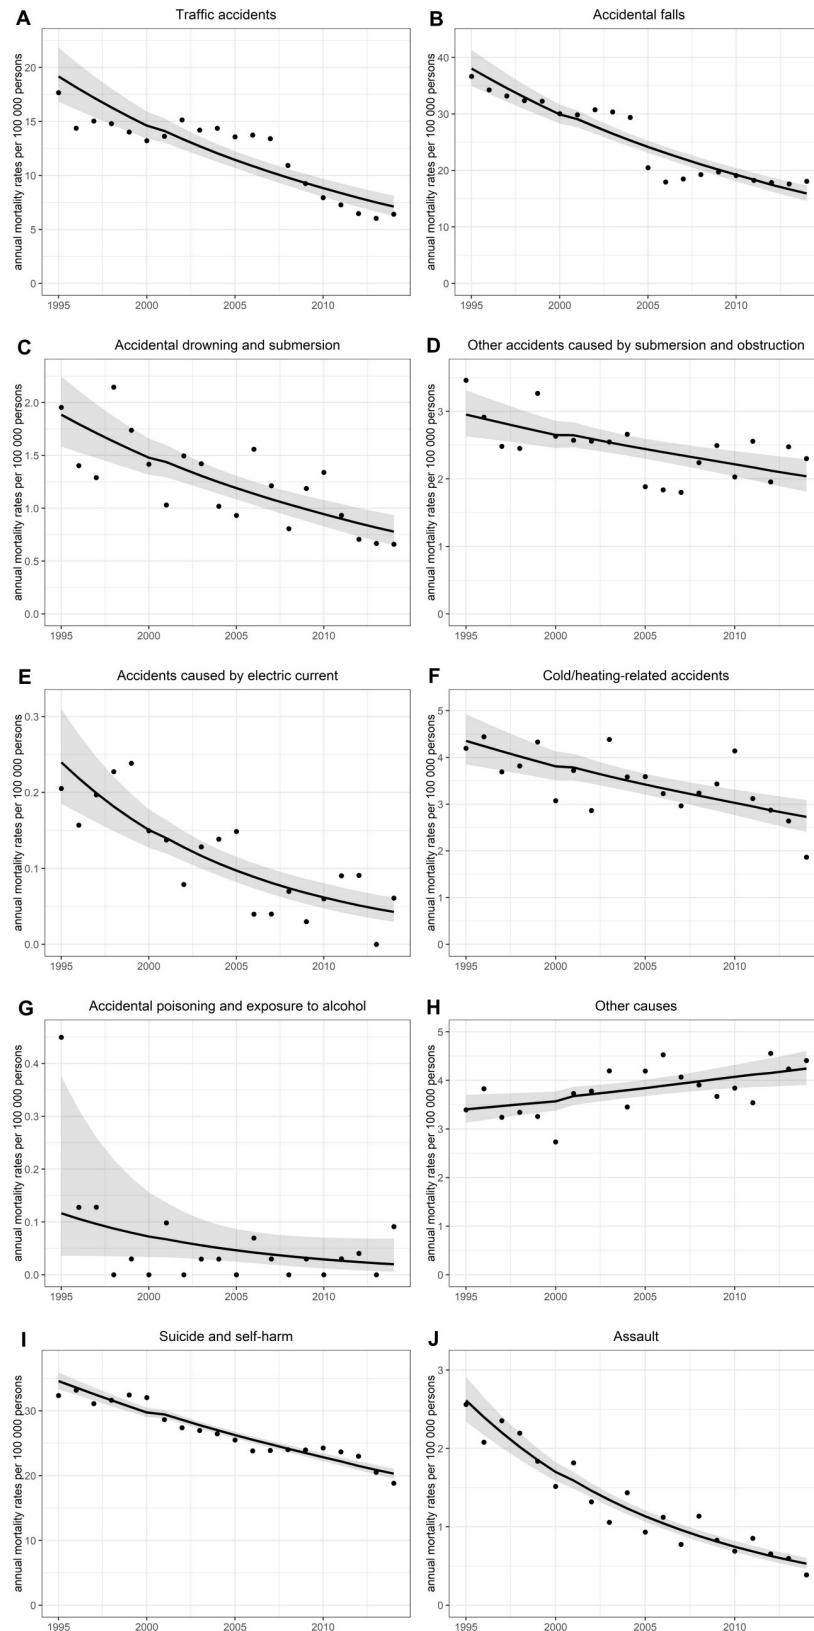 A Traffic accidents
annual mortality rates per 100 000 persons
20
15
10
5
0
1995 2000 2005 2010
B Accidental falls
annual mortality rates per 100 000 persons
40
30
20
10
0
1995 2000 2005 2010
C Accidental drowning and submersion
annual mortality rates per 100 000 persons
2.0
1.5
1.0
0.5
0.0
1995 2000 2005 2010
D Other accidents caused by submersion and obstruction
annual mortality rates per 100 000 persons
3
2
1
0
1995 2000 2005 2010
E Accidents caused by electric current
annual mortality rates per 100 000 persons
0.3
0.2
0.1
0.0
1995 2000 2005 2010
F Cold/heating-related accidents
annual mortality rates per 100 000 persons
5
4
3
2
1
0
1995 2000 2005 2010
G Accidental poisoning and exposure to alcohol
annual mortality rates per 100 000 persons
0.4
0.3
0.2
0.1
0.0
1995 2000 2005 2010
H Other causes
annual mortality rates per 100 000 persons
5
4
3
2
1
0
1995 2000 2005 2010
I Suicide and self-harm
annual mortality rates per 100 000 persons
30
20
10
0
1995 2000 2005 2010
J Assault
annual mortality rates per 100 000 persons
3
2
1
0
1995 2000 2005 2010